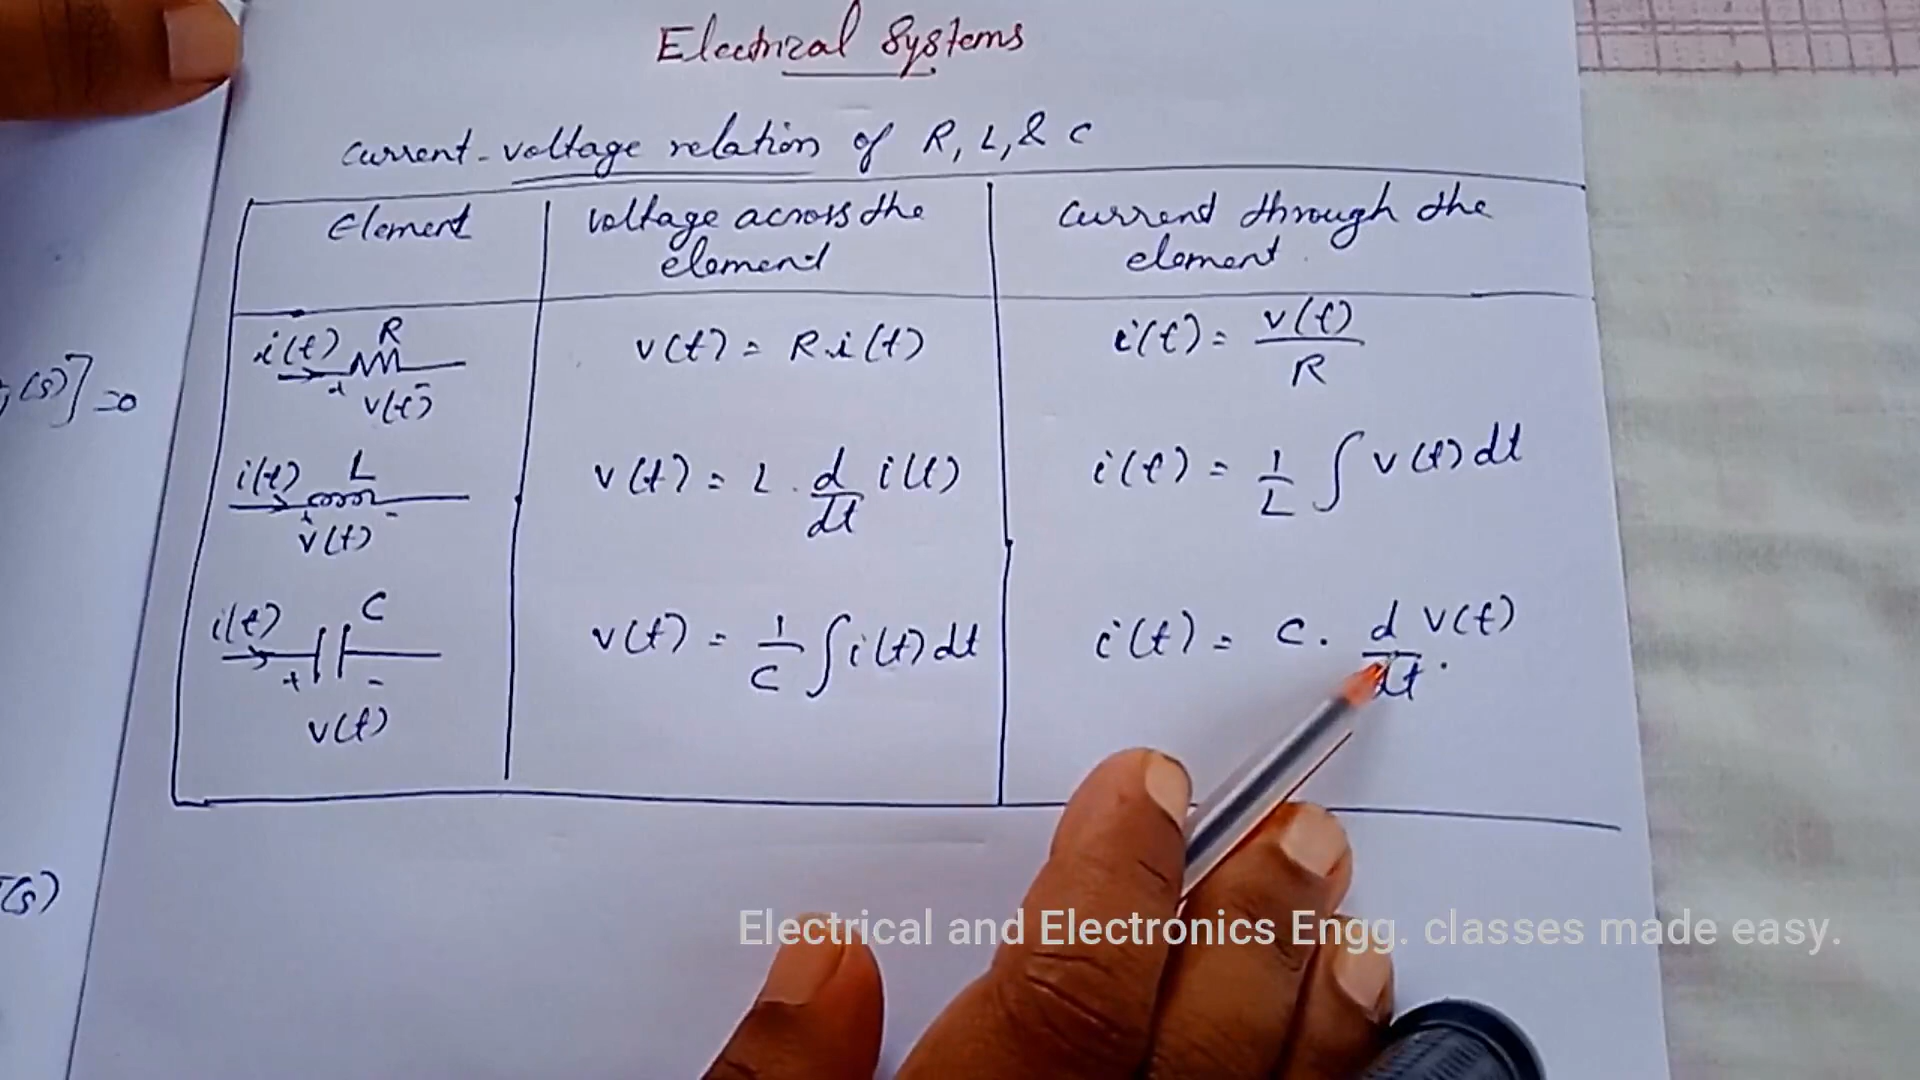 Electrical Systems
Current-voltage relation of R, L, & C
Element
voltage across the element
Current through the element
i(t) R
+ -
v(t)
v(t) = R.i(t)
i(t) = v(t)/R
i(t) L
+ -
v(t)
v(t) = L . d/dt i(t)
i(t) = 1/L ∫ v(t) dt
i(t) C
+ -
v(t)
v(t) = 1/C ∫ i(t) dt
i(t) = C . d/dt v(t).
(s)] = 0
(s)
Electrical and Electronics Engg. classes made easy.